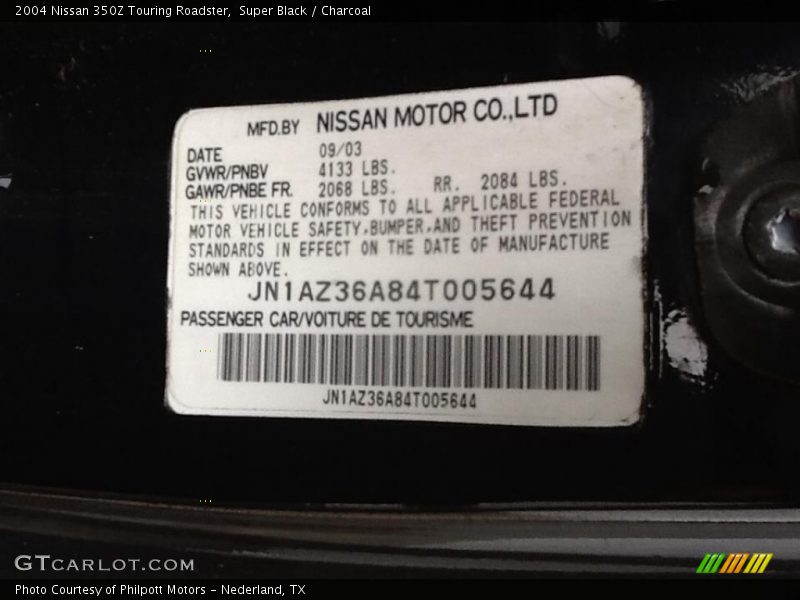 2004 Nissan 350Z Touring Roadster,  Super Black / Charcoal
MFD.BY NISSAN MOTOR CO.,LTD
DATE 09/03
GVWR/PNBV 4133 LBS.
GAWR/PNBE FR. 2068 LBS. RR. 2084 LBS.
THIS VEHICLE CONFORMS TO ALL APPLICABLE FEDERAL
MOTOR VEHICLE SAFETY,BUMPER,AND THEFT PREVENTION
STANDARDS IN EFFECT ON THE DATE OF MANUFACTURE
SHOWN ABOVE.
JN1AZ36A84T005644
PASSENGER CAR/VOITURE DE TOURISME
JN1AZ36A84T005644
GTCARLOT.COM
Photo Courtesy of Philpott Motors - Nederland, TX